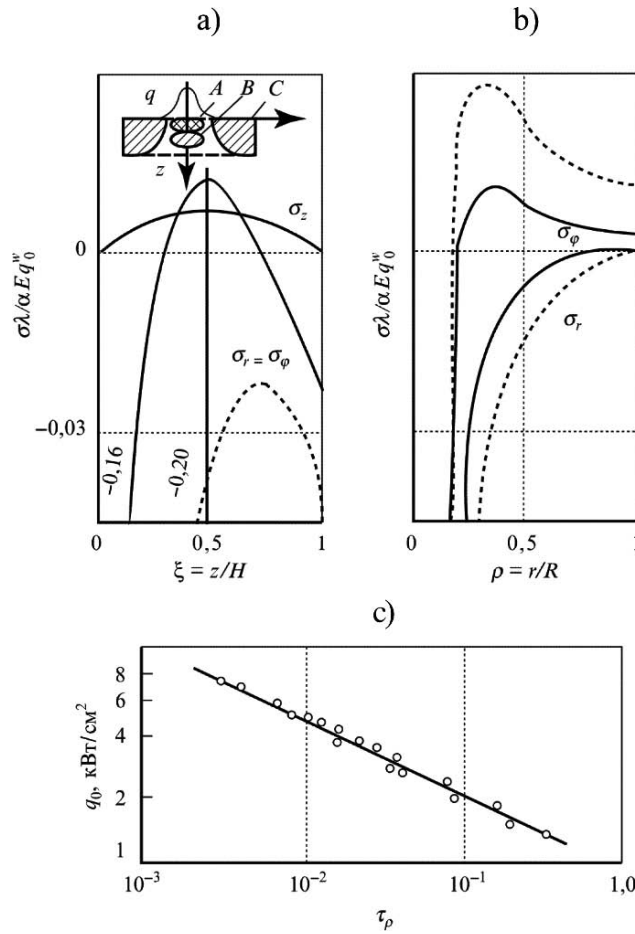 a)
b)
q
A
B
C
z
σz
0
σλ/αEq₀ʷ
σr = σφ
−0,03
−0,16
−0,20
0
0,5
1
ξ = z/H
σλ/αEq₀ʷ
σφ
σr
0
0,5
1
ρ = r/R
c)
8
6
4
2
1
q₀, кВт/см²
10⁻³
10⁻²
10⁻¹
1,0
τρ